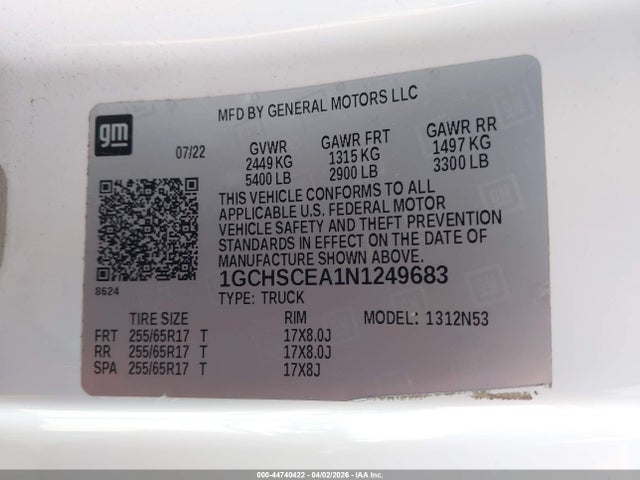 gm
MFD BY GENERAL MOTORS LLC
07/22
GVWR GAWR FRT GAWR RR
2449 KG 1315 KG 1497 KG
5400 LB 2900 LB 3300 LB
THIS VEHICLE CONFORMS TO ALL
APPLICABLE U.S. FEDERAL MOTOR
VEHICLE SAFETY AND THEFT PREVENTION
STANDARDS IN EFFECT ON THE DATE OF
MANUFACTURE SHOWN ABOVE.
1GCHSCEA1N1249683
8624
TYPE: TRUCK
TIRE SIZE RIM MODEL: 1312N53
FRT 255/65R17 T 17X8.0J
RR 255/65R17 T 17X8.0J
SPA 255/65R17 T 17X8J
000-44740422 - 04/02/2026 - IAA Inc.